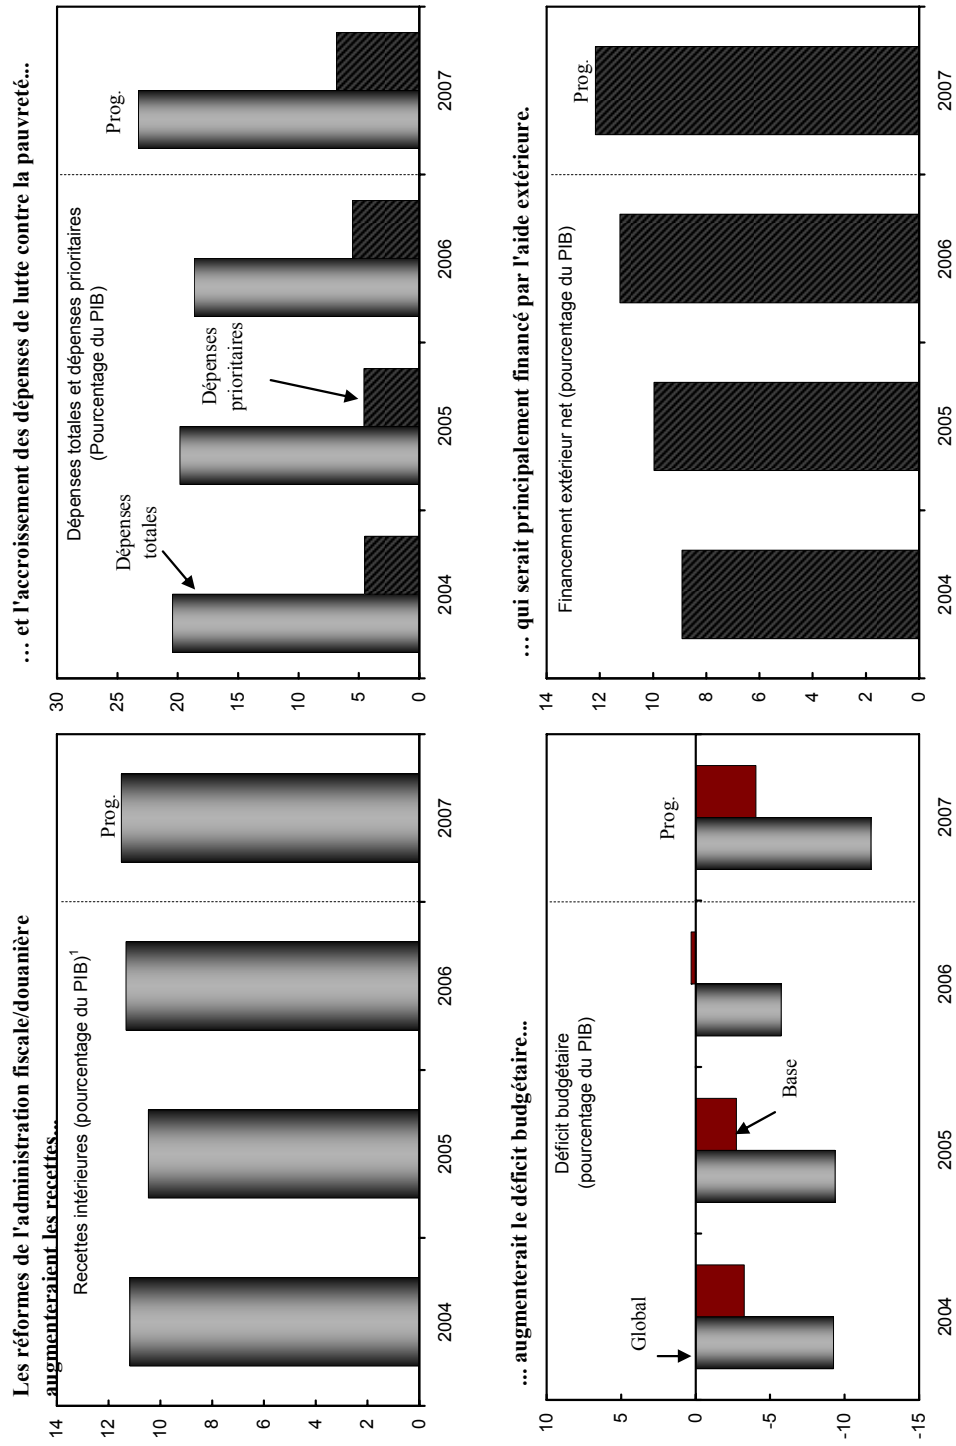 Les réformes de l'administration fiscale/douanière
augmenteraient les recettes...
Recettes intérieures (pourcentage du PIB)¹
Prog.
14
12
10
8
6
4
2
0
2004
2005
2006
2007
… et l'accroissement des dépenses de lutte contre la pauvreté...
Dépenses totales et dépenses prioritaires
(Pourcentage du PIB)
Prog.
Dépenses
totales
Dépenses
prioritaires
30
25
20
15
10
5
0
2004
2005
2006
2007
... augmenterait le déficit budgétaire...
Déficit budgétaire
(pourcentage du PIB)
Global
Base
Prog.
10
5
0
-5
-10
-15
2004
2005
2006
2007
… qui serait principalement financé par l'aide extérieure.
Financement extérieur net (pourcentage du PIB)
Prog.
14
12
10
8
6
4
2
0
2004
2005
2006
2007